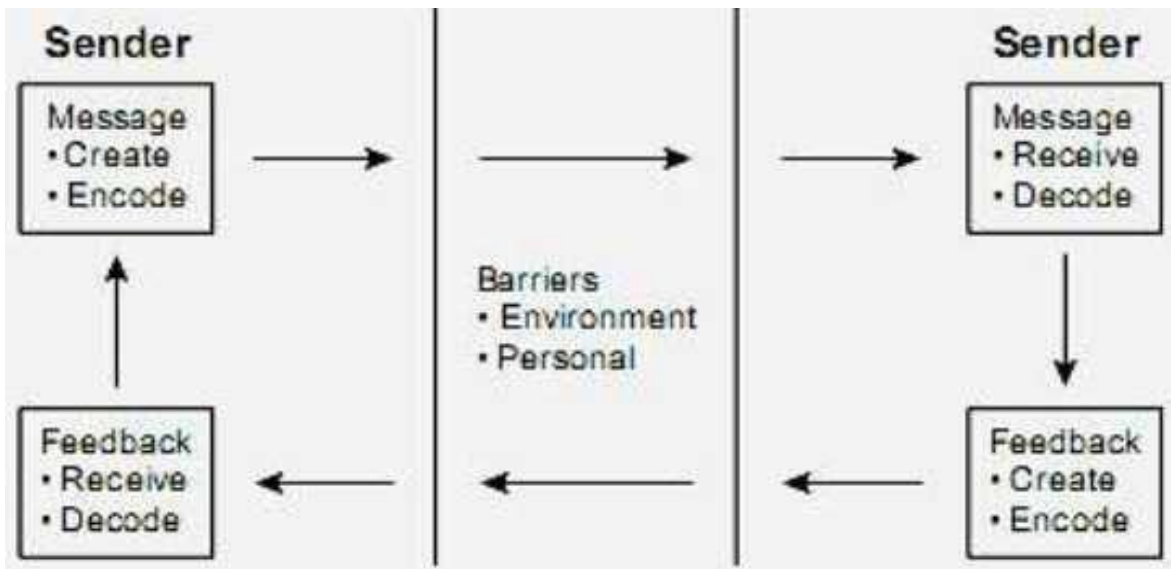 Sender
Message
• Create
• Encode
Feedback
• Receive
• Decode
Barriers
• Environment
• Personal
Sender
Message
• Receive
• Decode
Feedback
• Create
• Encode